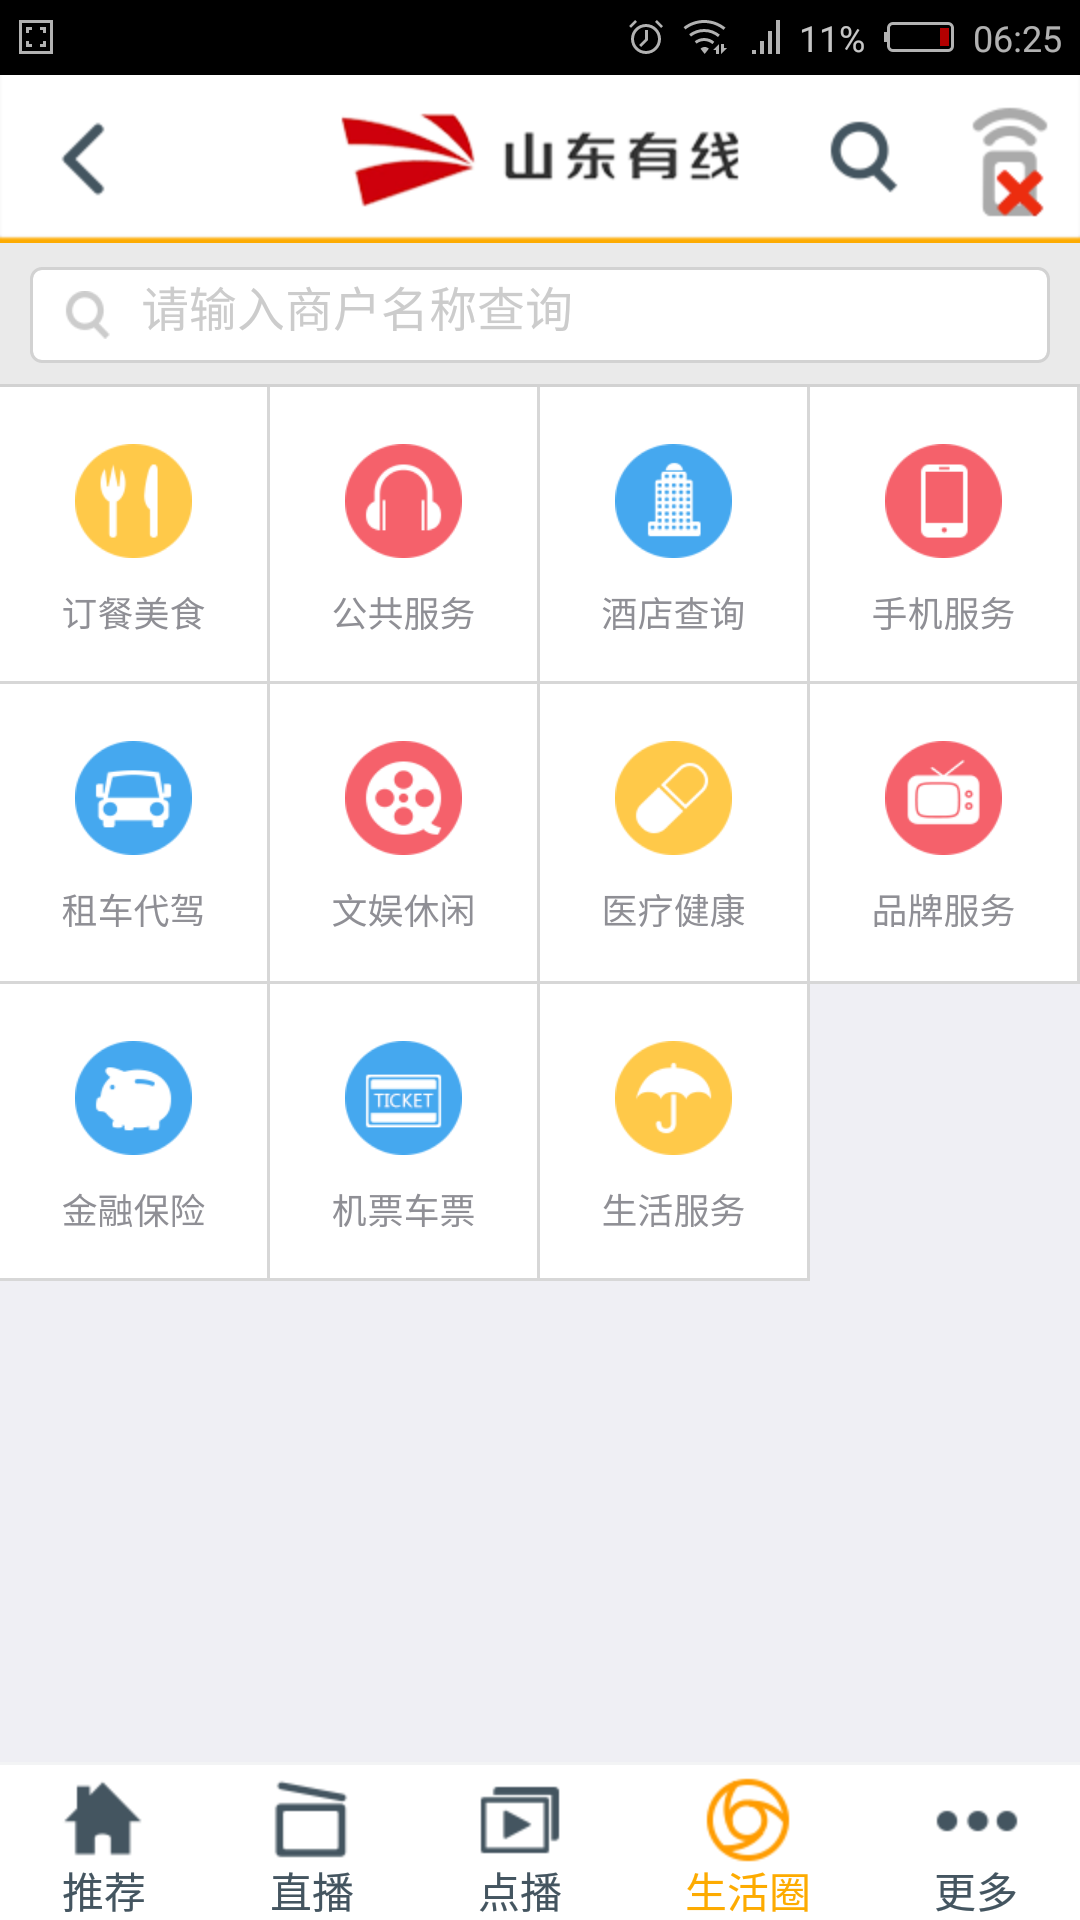 11% 06:25
山东有线
请输入商户名称查询
订餐美食 公共服务 酒店查询 手机服务
租车代驾 文娱休闲 医疗健康 品牌服务
TICKET
金融保险 机票车票 生活服务
推荐 直播 点播 生活圈 更多